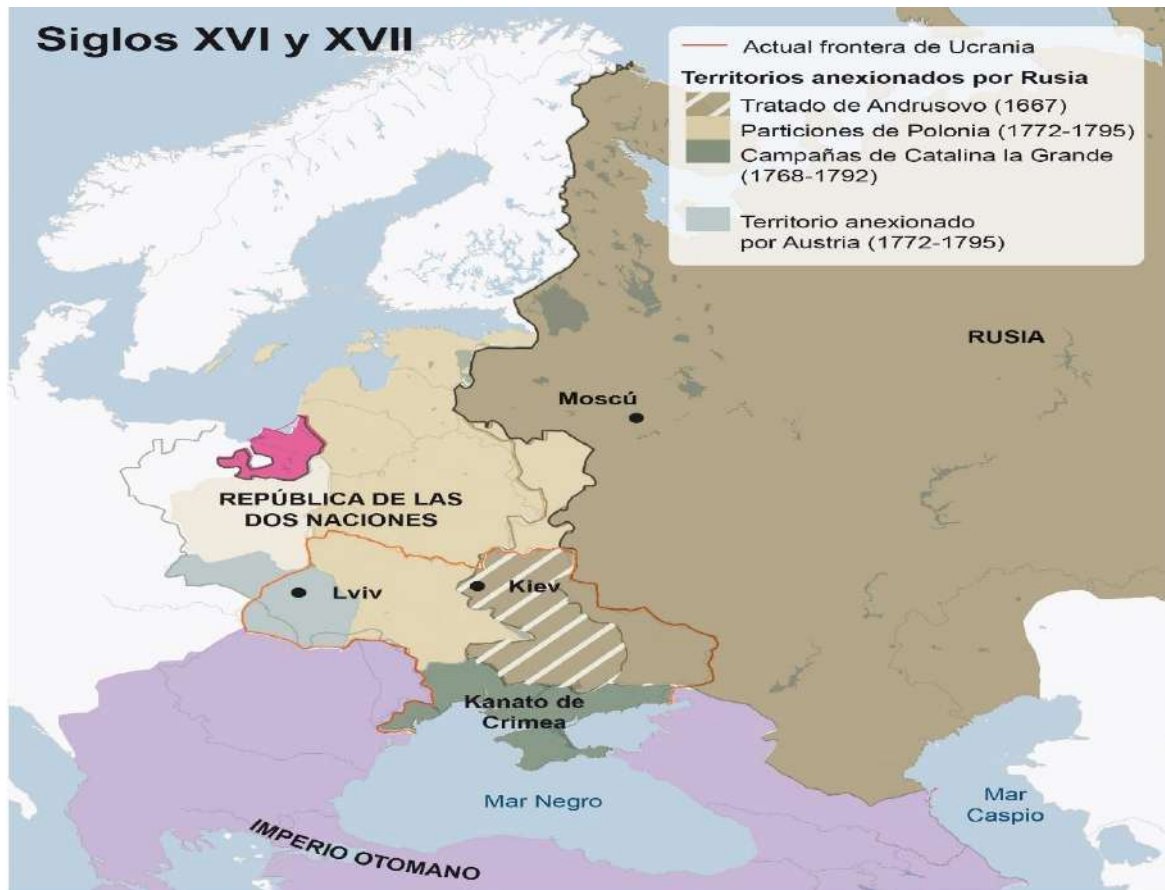 Siglos XVI y XVII
Actual frontera de Ucrania
Territorios anexionados por Rusia
Tratado de Andrusovo (1667)
Particiones de Polonia (1772-1795)
Campañas de Catalina la Grande
(1768-1792)
Territorio anexionado
por Austria (1772-1795)
RUSIA
Moscú
REPÚBLICA DE LAS
DOS NACIONES
Kiev
Lviv
Kanato de
Crimea
Mar Negro
Mar
Caspio
IMPERIO OTOMANO